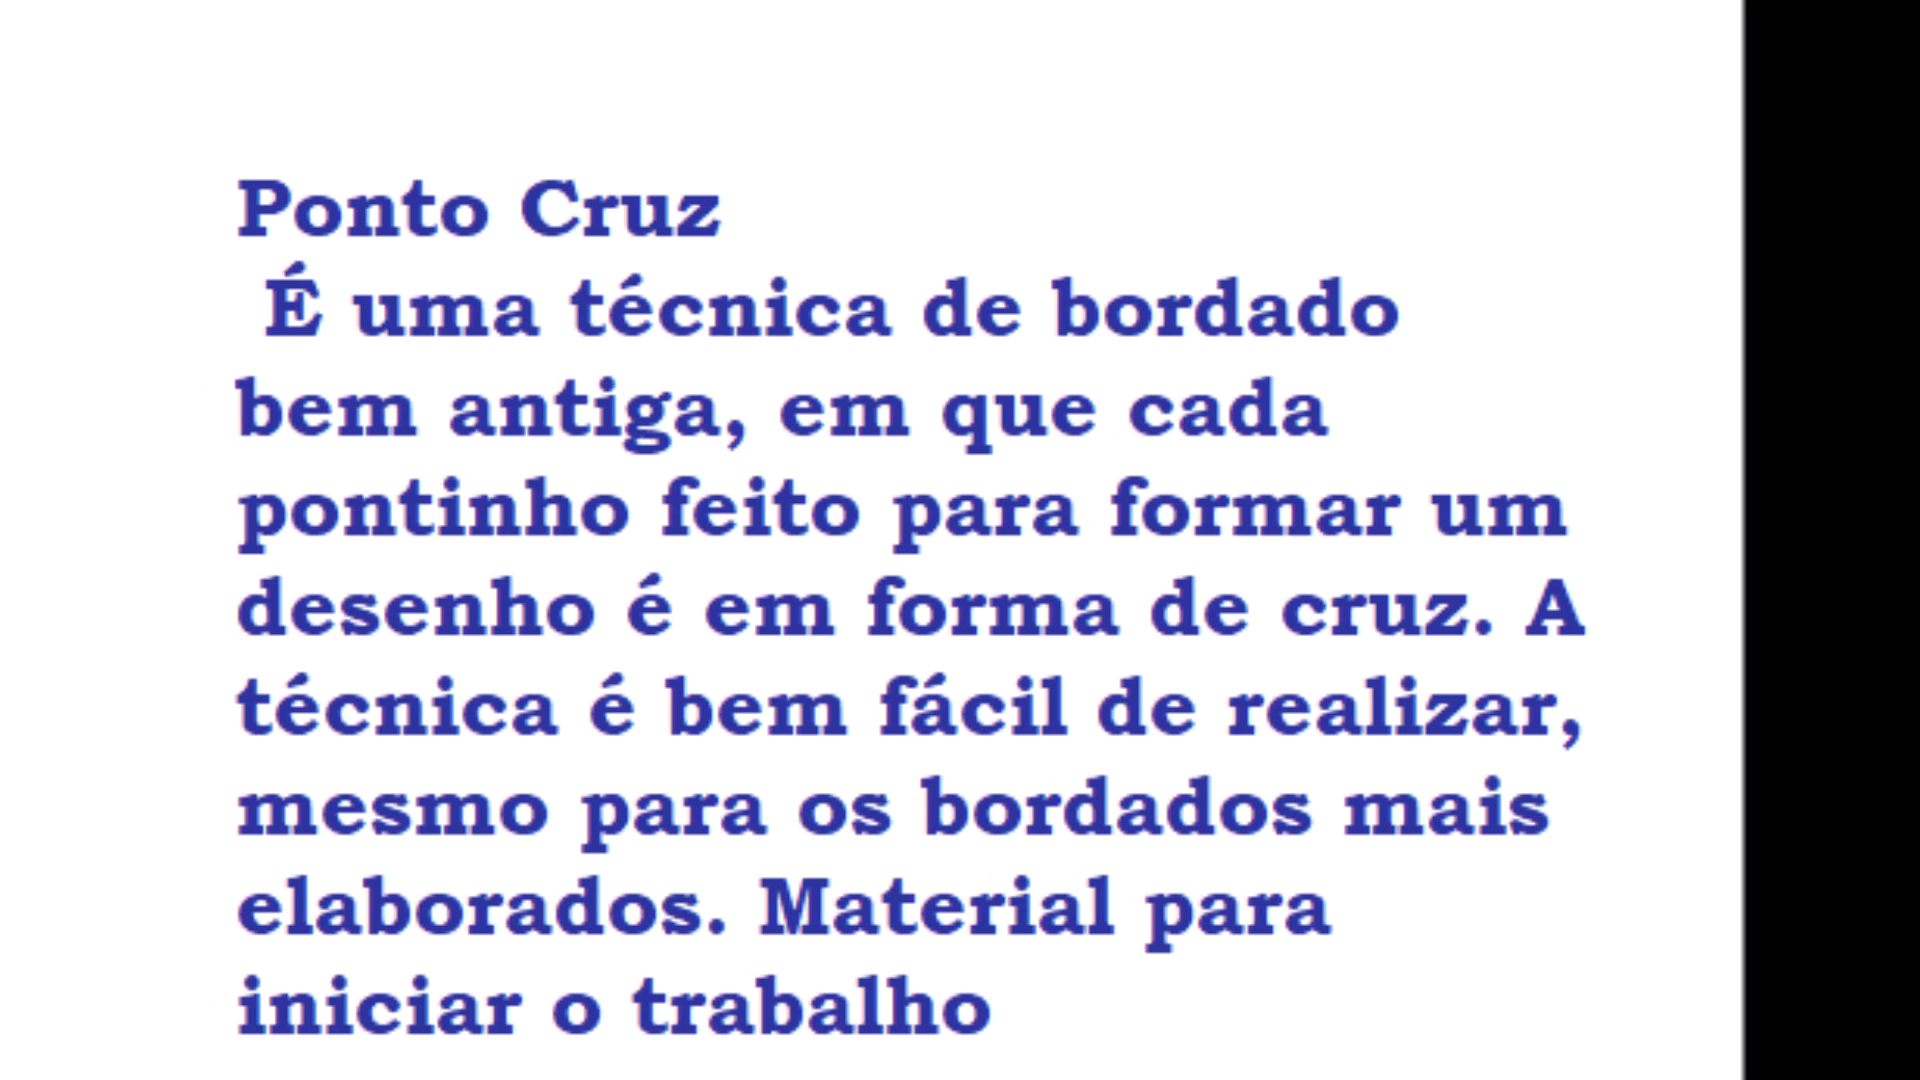 Ponto Cruz
É uma técnica de bordado
bem antiga, em que cada
pontinho feito para formar um
desenho é em forma de cruz. A
técnica é bem fácil de realizar,
mesmo para os bordados mais
elaborados. Material para
iniciar o trabalho